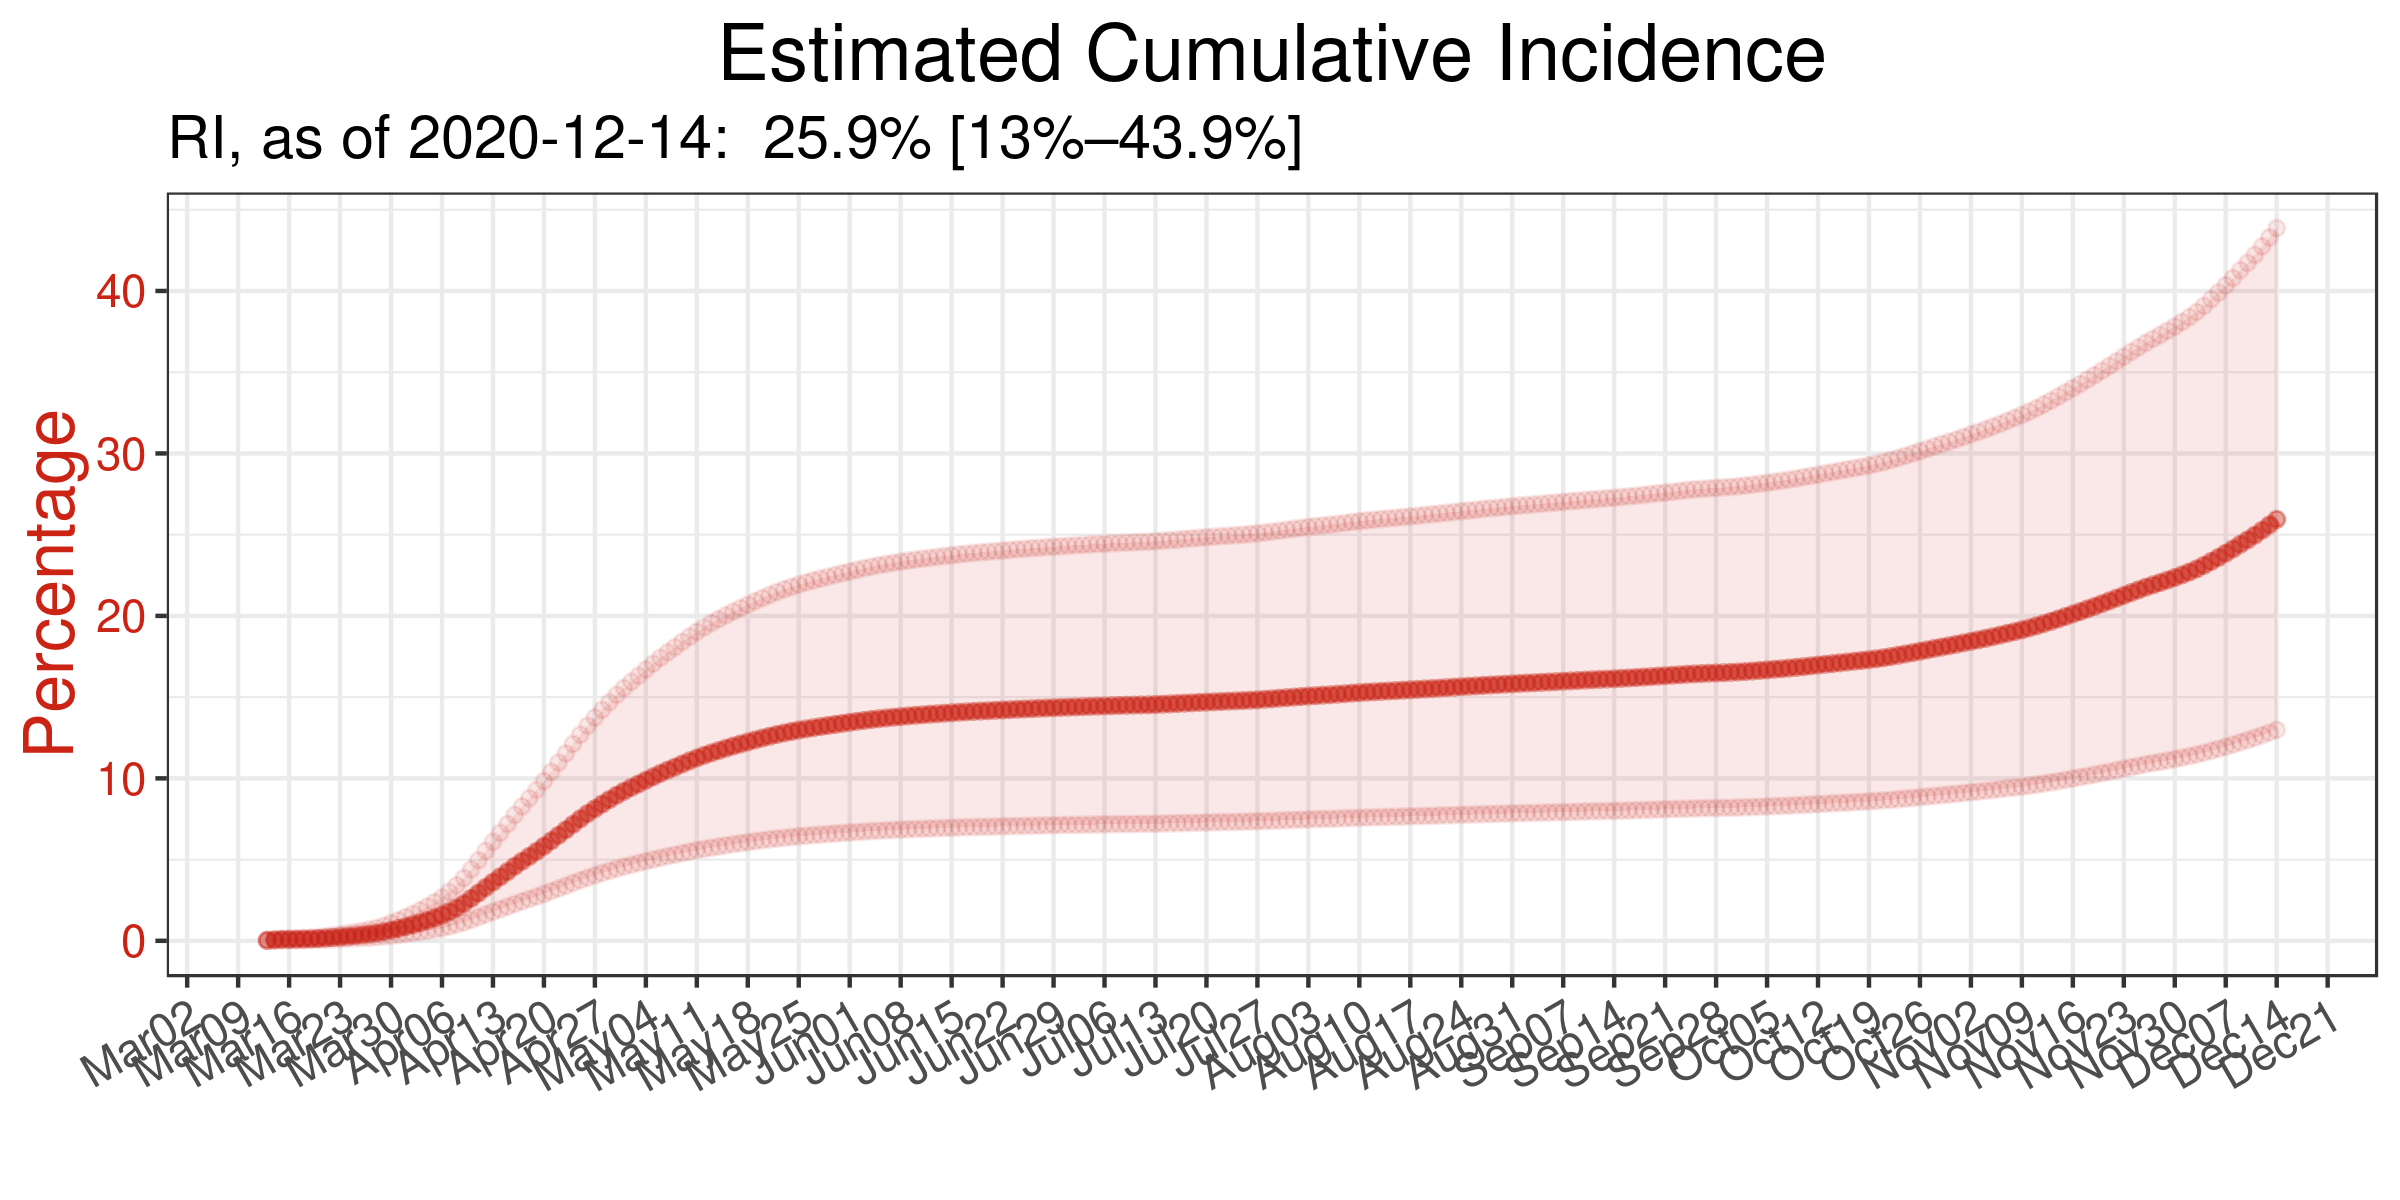 Estimated Cumulative Incidence
RI, as of 2020-12-14: 25.9% [13%–43.9%]
Percentage
40
30
20
10
0
Mar02
Mar09
Mar16
Mar23
Mar30
Apr06
Apr13
Apr20
Apr27
May04
May11
May18
May25
Jun01
Jun08
Jun15
Jun22
Jun29
Jul06
Jul13
Jul20
Jul27
Aug03
Aug10
Aug17
Aug24
Aug31
Sep07
Sep14
Sep21
Sep28
Oct05
Oct12
Oct19
Oct26
Nov02
Nov09
Nov16
Nov23
Nov30
Dec07
Dec14
Dec21